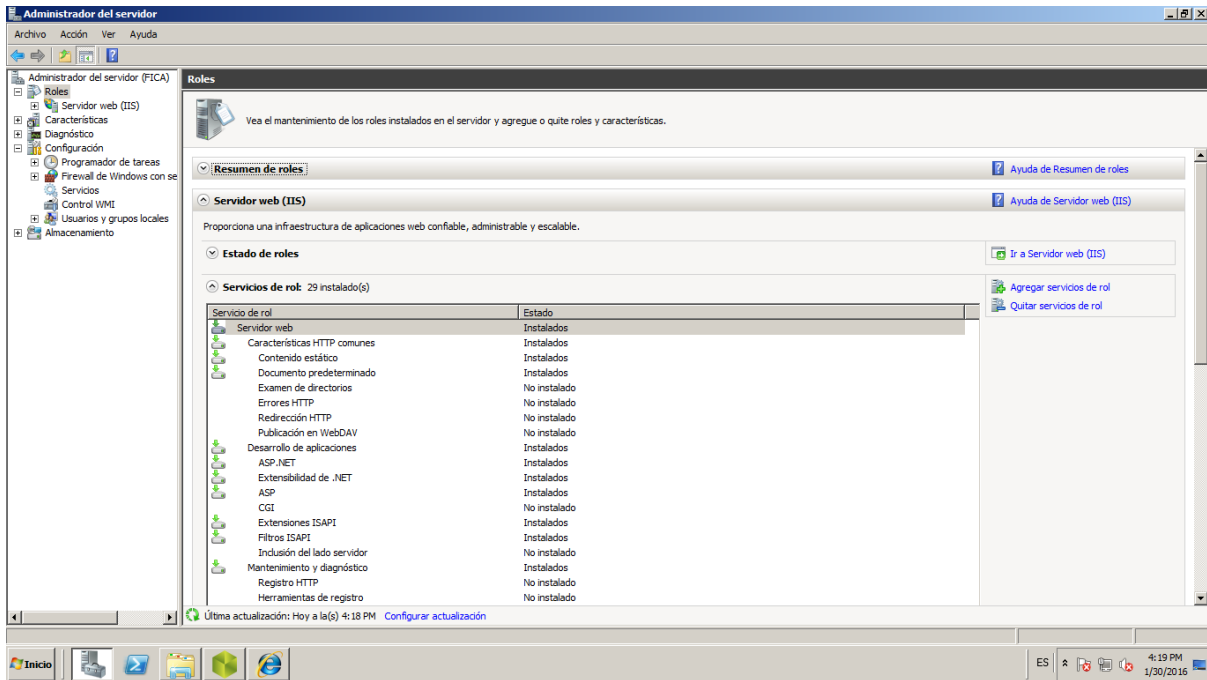 Administrador del servidor
Archivo Acción Ver Ayuda
Administrador del servidor (FICA)
Roles
Servidor web (IIS)
Características
Diagnóstico
Configuración
Programador de tareas
Firewall de Windows con se
Servicios
Control WMI
Usuarios y grupos locales
Almacenamiento
Roles
Vea el mantenimiento de los roles instalados en el servidor y agregue o quite roles y características.
Resumen de roles
Ayuda de Resumen de roles
Servidor web (IIS)
Ayuda de Servidor web (IIS)
Proporciona una infraestructura de aplicaciones web confiable, administrable y escalable.
Estado de roles
Ir a Servidor web (IIS)
Servicios de rol: 29 instalado(s)
Agregar servicios de rol
Quitar servicios de rol
Servicio de rol Estado
Servidor web Instalados
Características HTTP comunes Instalados
Contenido estático Instalados
Documento predeterminado Instalados
Examen de directorios No instalado
Errores HTTP No instalado
Redirección HTTP No instalado
Publicación en WebDAV No instalado
Desarrollo de aplicaciones Instalados
ASP.NET Instalados
Extensibilidad de .NET Instalados
ASP Instalados
CGI No instalado
Extensiones ISAPI Instalados
Filtros ISAPI Instalados
Inclusión del lado servidor No instalado
Mantenimiento y diagnóstico Instalados
Registro HTTP No instalado
Herramientas de registro No instalado
Última actualización: Hoy a la(s) 4:18 PM Configurar actualización
Inicio
ES
4:19 PM
1/30/2016